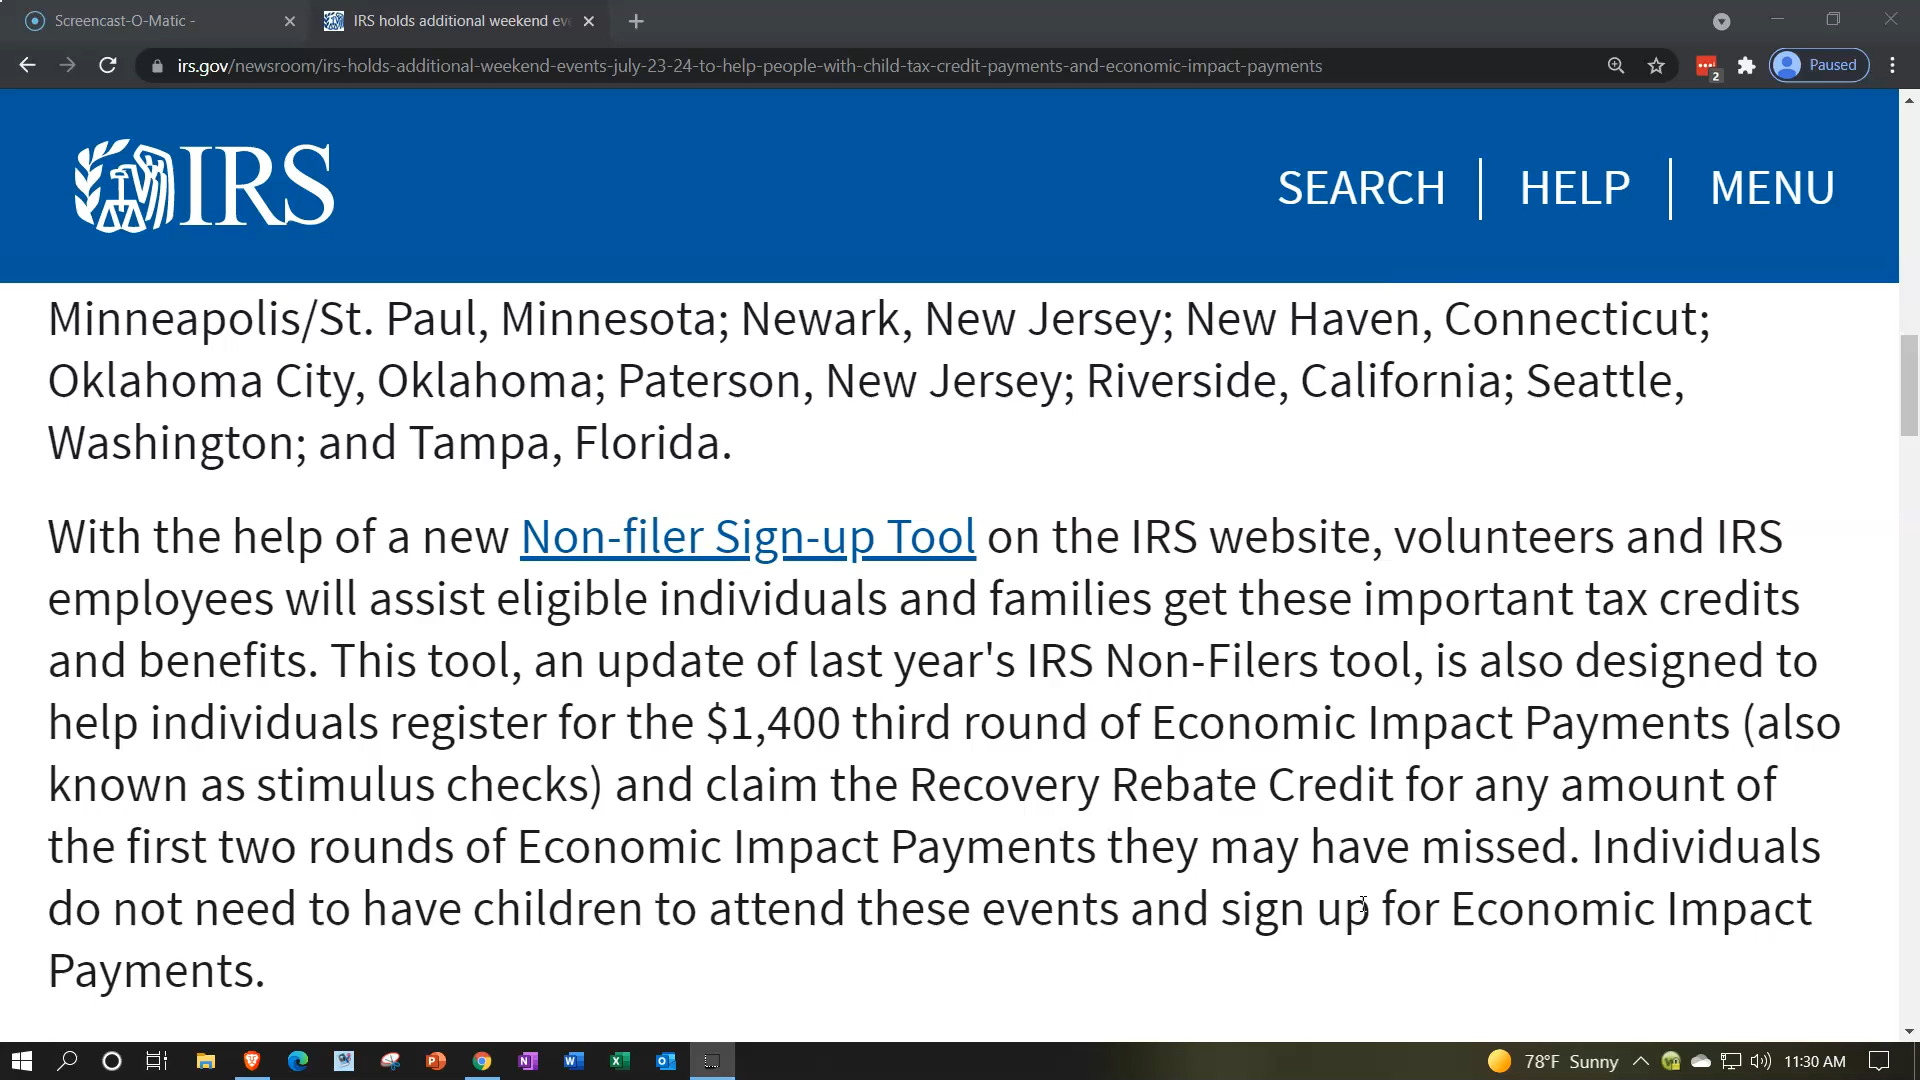 Screencast-O-Matic -
IRS holds additional weekend eve
irs.gov/newsroom/irs-holds-additional-weekend-events-july-23-24-to-help-people-with-child-tax-credit-payments-and-economic-impact-payments
2
Paused
IRS
SEARCH
HELP
MENU
Minneapolis/St. Paul, Minnesota; Newark, New Jersey; New Haven, Connecticut;
Oklahoma City, Oklahoma; Paterson, New Jersey; Riverside, California; Seattle,
Washington; and Tampa, Florida.
With the help of a new Non-filer Sign-up Tool on the IRS website, volunteers and IRS
employees will assist eligible individuals and families get these important tax credits
and benefits. This tool, an update of last year's IRS Non-Filers tool, is also designed to
help individuals register for the $1,400 third round of Economic Impact Payments (also
known as stimulus checks) and claim the Recovery Rebate Credit for any amount of
the first two rounds of Economic Impact Payments they may have missed. Individuals
do not need to have children to attend these events and sign up for Economic Impact
Payments.
78°F Sunny
11:30 AM